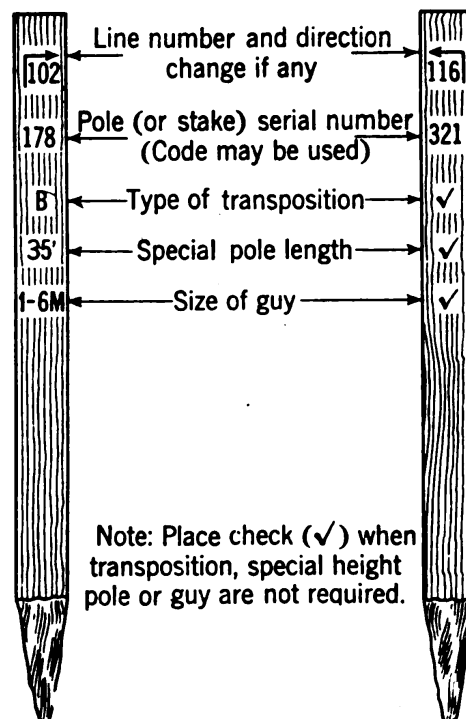 102 Line number and direction change if any 116
178 Pole (or stake) serial number (Code may be used) 321
B Type of transposition ✓
35' Special pole length ✓
1-6M Size of guy ✓
Note: Place check (✓) when
transposition, special height
pole or guy are not required.